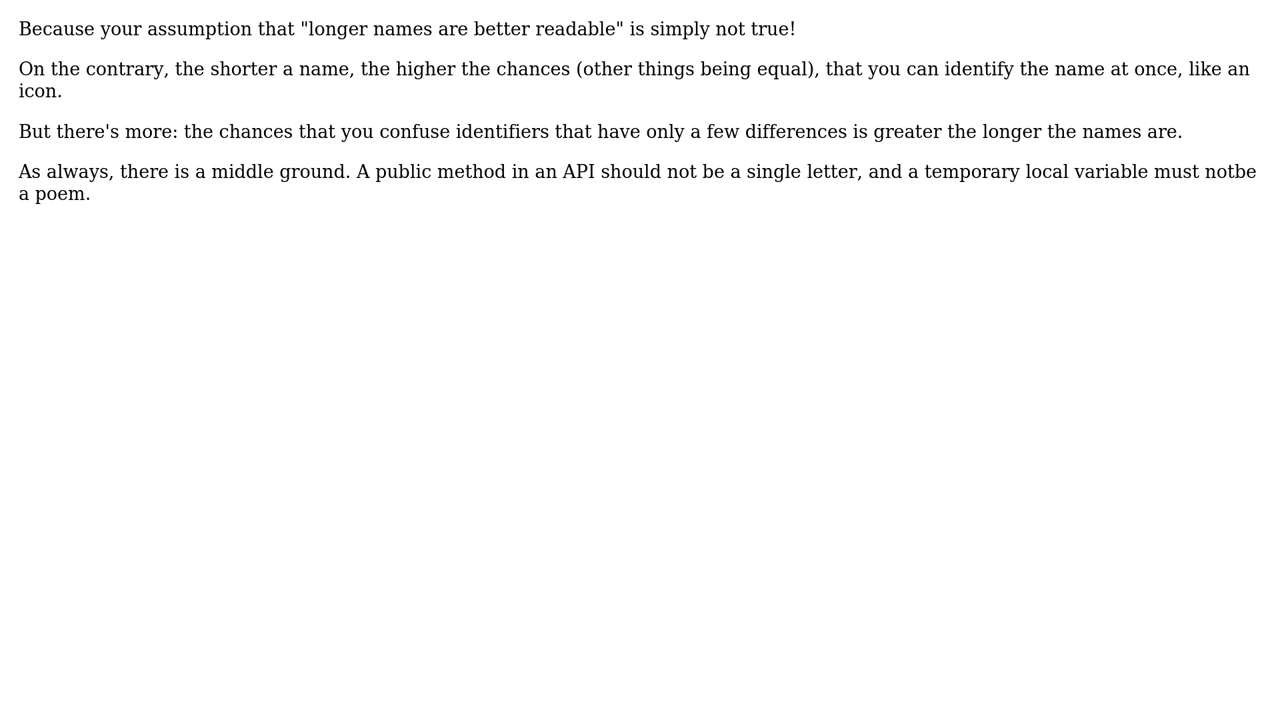 Because your assumption that "longer names are better readable" is simply not true!
On the contrary, the shorter a name, the higher the chances (other things being equal), that you can identify the name at once, like an
icon.
But there's more: the chances that you confuse identifiers that have only a few differences is greater the longer the names are.
As always, there is a middle ground. A public method in an API should not be a single letter, and a temporary local variable must notbe
a poem.